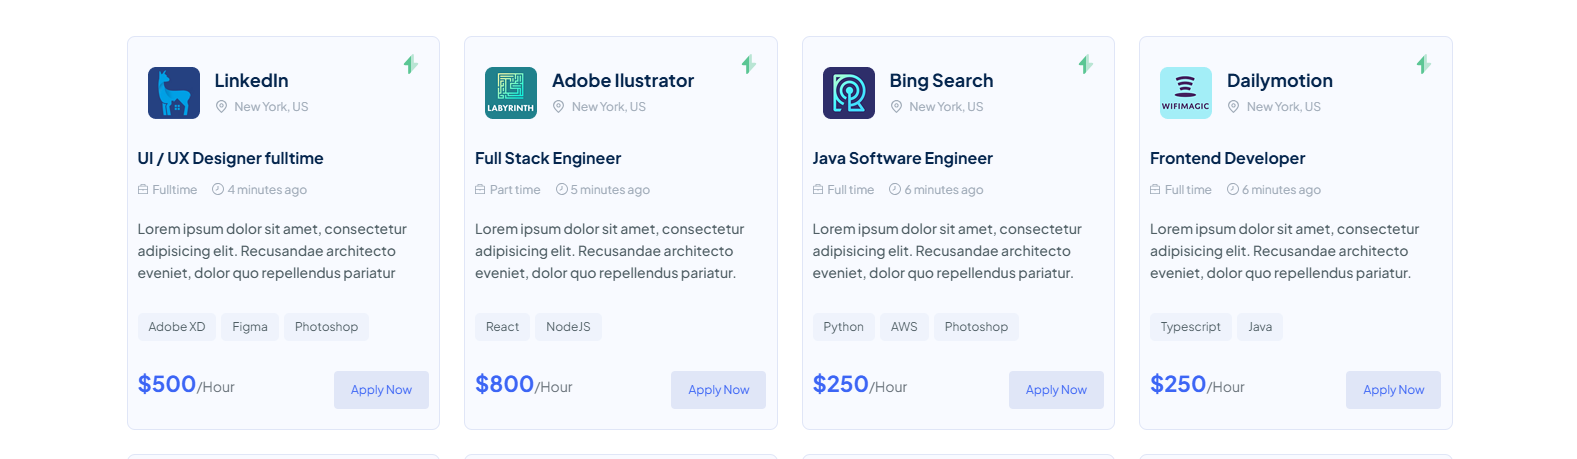 LinkedIn
New York, US
UI / UX Designer fulltime
Fulltime 4 minutes ago
Lorem ipsum dolor sit amet, consectetur
adipisicing elit. Recusandae architecto
eveniet, dolor quo repellendus pariatur
Adobe XD Figma Photoshop
$500/Hour Apply Now
LABYRINTH
Adobe Ilustrator
New York, US
Full Stack Engineer
Part time 5 minutes ago
Lorem ipsum dolor sit amet, consectetur
adipisicing elit. Recusandae architecto
eveniet, dolor quo repellendus pariatur.
React NodeJS
$800/Hour Apply Now
Bing Search
New York, US
Java Software Engineer
Full time 6 minutes ago
Lorem ipsum dolor sit amet, consectetur
adipisicing elit. Recusandae architecto
eveniet, dolor quo repellendus pariatur.
Python AWS Photoshop
$250/Hour Apply Now
WIFIMAGIC
Dailymotion
New York, US
Frontend Developer
Full time 6 minutes ago
Lorem ipsum dolor sit amet, consectetur
adipisicing elit. Recusandae architecto
eveniet, dolor quo repellendus pariatur.
Typescript Java
$250/Hour Apply Now